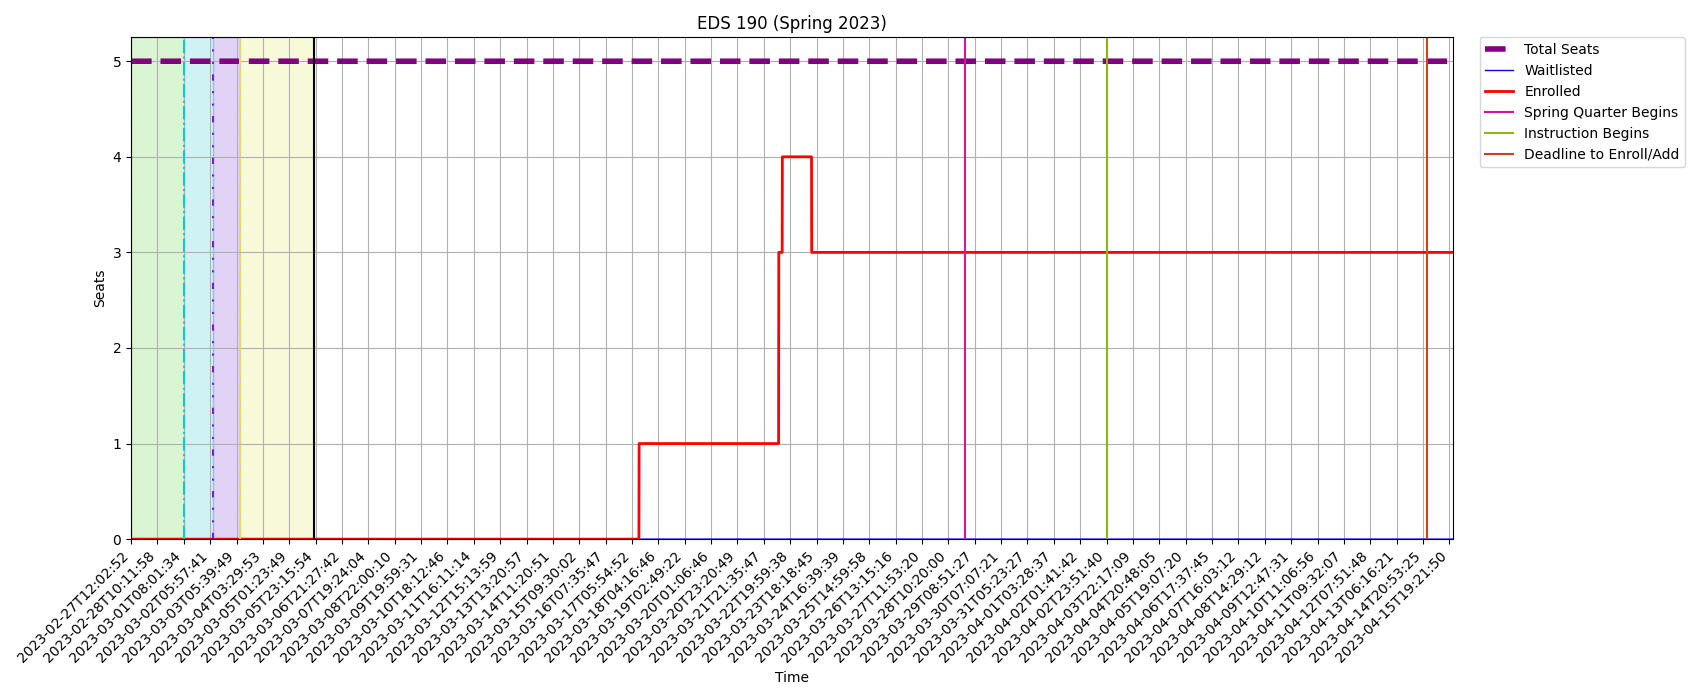 EDS 190 (Spring 2023)
Total Seats
Waitlisted
Enrolled
Spring Quarter Begins
Instruction Begins
Deadline to Enroll/Add
Seats
5
4
3
2
1
0
2023-02-27T12:02:52
2023-02-28T10:11:58
2023-03-01T08:01:34
2023-03-02T05:57:41
2023-03-03T05:39:49
2023-03-04T03:29:53
2023-03-05T01:23:49
2023-03-05T23:15:54
2023-03-06T21:27:42
2023-03-07T19:24:04
2023-03-08T22:00:10
2023-03-09T19:59:31
2023-03-10T18:12:46
2023-03-11T16:11:14
2023-03-12T15:13:59
2023-03-13T13:20:57
2023-03-14T11:20:51
2023-03-15T09:30:02
2023-03-16T07:35:47
2023-03-17T05:54:52
2023-03-18T04:16:46
2023-03-19T02:49:22
2023-03-20T01:06:46
2023-03-20T23:20:49
2023-03-21T21:35:47
2023-03-22T19:59:38
2023-03-23T18:18:45
2023-03-24T16:39:39
2023-03-25T14:59:58
2023-03-26T13:15:16
2023-03-27T11:53:20
2023-03-28T10:20:00
2023-03-29T08:51:27
2023-03-30T07:07:21
2023-03-31T05:23:27
2023-04-01T03:28:37
2023-04-02T01:41:42
2023-04-02T23:51:40
2023-04-03T22:17:09
2023-04-04T20:48:05
2023-04-05T19:07:20
2023-04-06T17:37:45
2023-04-07T16:03:12
2023-04-08T14:29:12
2023-04-09T12:47:31
2023-04-10T11:06:56
2023-04-11T09:32:07
2023-04-12T07:51:48
2023-04-13T06:16:21
2023-04-14T20:53:25
2023-04-15T19:21:50
Time